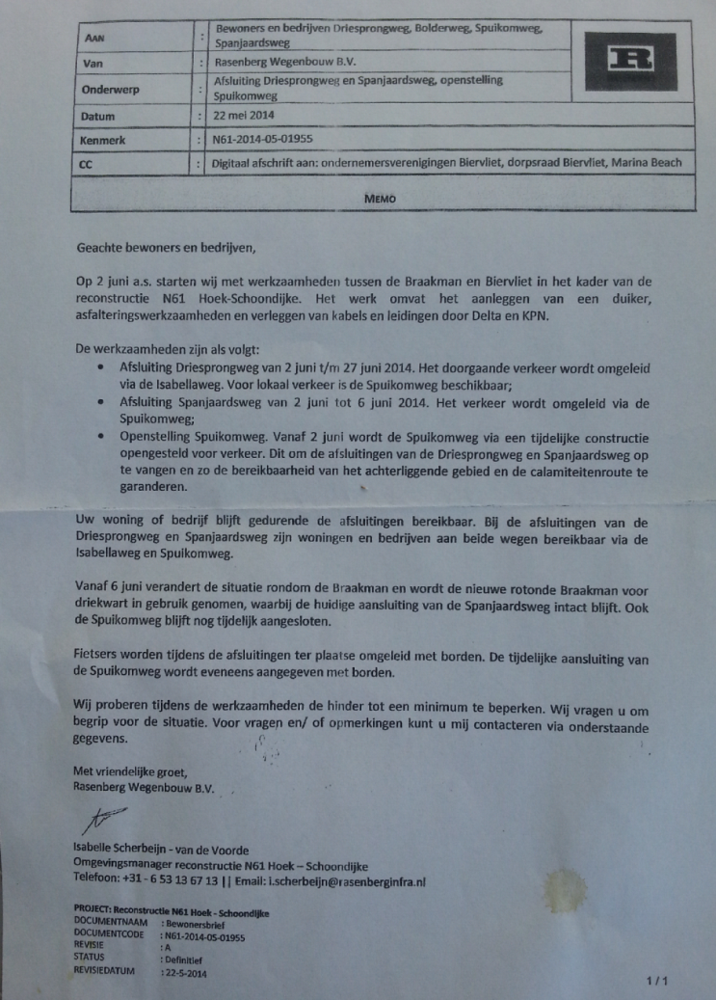 AAN : Bewoners en bedrijven Driesprongweg, Bolderweg, Spuikomweg,
Spanjaardsweg
Van : Rasenberg Wegenbouw B.V.
Onderwerp : Afsluiting Driesprongweg en Spanjaardsweg, openstelling
Spuikomweg
Datum : 22 mei 2014
Kenmerk : N61-2014-05-01955
CC : Digitaal afschrift aan: ondernemersverenigingen Biervliet, dorpsraad Biervliet, Marina Beach
R
MEMO
Geachte bewoners en bedrijven,
Op 2 juni a.s. starten wij met werkzaamheden tussen de Braakman en Biervliet in het kader van de
reconstructie N61 Hoek-Schoondijke. Het werk omvat het aanleggen van een duiker,
asfalteringswerkzaamheden en verleggen van kabels en leidingen door Delta en KPN.
De werkzaamheden zijn als volgt:
• Afsluiting Driesprongweg van 2 juni t/m 27 juni 2014. Het doorgaande verkeer wordt omgeleid
via de Isabellaweg. Voor lokaal verkeer is de Spuikomweg beschikbaar;
• Afsluiting Spanjaardsweg van 2 juni tot 6 juni 2014. Het verkeer wordt omgeleid via de
Spuikomweg;
• Openstelling Spuikomweg. Vanaf 2 juni wordt de Spuikomweg via een tijdelijke constructie
opengesteld voor verkeer. Dit om de afsluitingen van de Driesprongweg en Spanjaardsweg op
te vangen en zo de bereikbaarheid van het achterliggende gebied en de calamiteitenroute te
garanderen.
Uw woning of bedrijf blijft gedurende de afsluitingen bereikbaar. Bij de afsluitingen van de
Driesprongweg en Spanjaardsweg zijn woningen en bedrijven aan beide wegen bereikbaar via de
Isabellaweg en Spuikomweg.
Vanaf 6 juni verandert de situatie rondom de Braakman en wordt de nieuwe rotonde Braakman voor
driekwart in gebruik genomen, waarbij de huidige aansluiting van de Spanjaardsweg intact blijft. Ook
de Spuikomweg blijft nog tijdelijk aangesloten.
Fietsers worden tijdens de afsluitingen ter plaatse omgeleid met borden. De tijdelijke aansluiting van
de Spuikomweg wordt eveneens aangegeven met borden.
Wij proberen tijdens de werkzaamheden de hinder tot een minimum te beperken. Wij vragen u om
begrip voor de situatie. Voor vragen en/ of opmerkingen kunt u mij contacteren via onderstaande
gegevens.
Met vriendelijke groet,
Rasenberg Wegenbouw B.V.
Isabelle Scherbeijn - van de Voorde
Omgevingsmanager reconstructie N61 Hoek – Schoondijke
Telefoon: +31 - 6 53 13 67 13 || Email: i.scherbeijn@rasenberginfra.nl
PROJECT: Reconstructie N61 Hoek - Schoondijke
DOCUMENTNAAM : Bewonersbrief
DOCUMENTCODE : N61-2014-05-01955
REVISIE : A
STATUS : Definitief
REVISIEDATUM : 22-5-2014
1 / 1